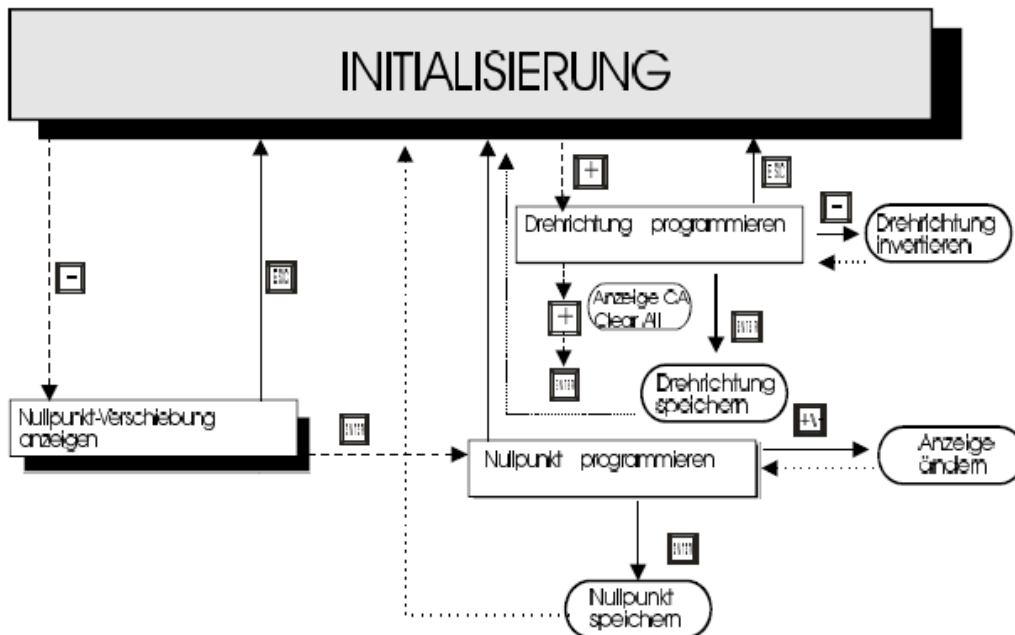 INITIALISIERUNG
+
ESC
-
Drehrichtung programmieren
Drehrichtung
invertieren
-
ESC
+
Anzeige CA
Clear All
ENTER
ENTER
Drehrichtung
speichern
Nullpunkt-Verschiebung
anzeigen
ENTER
+\-
Nullpunkt programmieren
Anzeige
ändern
ENTER
Nullpunkt
speichern